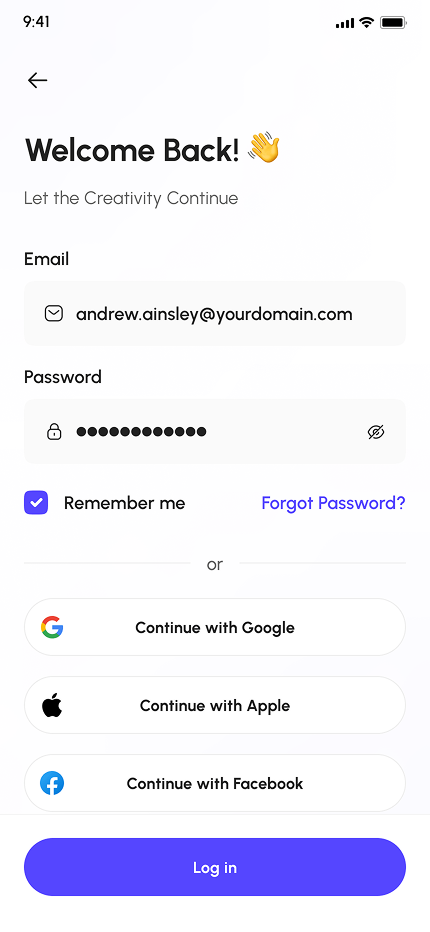 9:41
Welcome Back! 👋
Let the Creativity Continue
Email
andrew.ainsley@yourdomain.com
Password
●●●●●●●●●●●●
Remember me
Forgot Password?
or
Continue with Google
Continue with Apple
Continue with Facebook
Log in